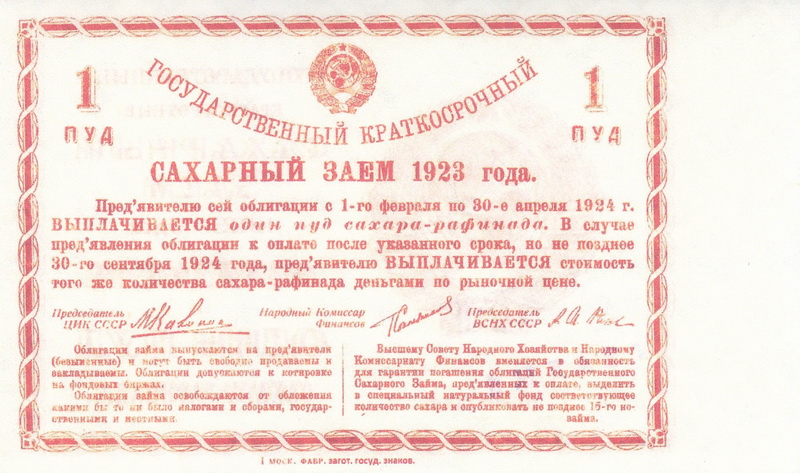 ГОСУДАРСТВЕННЫЙ КРАТКОСРОЧНЫЙ
1 ПУД
1 ПУД
САХАРНЫЙ ЗАЕМ 1923 года.
Пред'явителю сей облигации с 1-го февраля по 30-е апреля 1924 г.
ВЫПЛАЧИВАЕТСЯ один пуд сахара-рафинада. В случае
пред'явления облигации к оплате после указанного срока, но не позднее
30-го сентября 1924 года, пред'явителю ВЫПЛАЧИВАЕТСЯ стоимость
того же количества сахара-рафинада деньгами по рыночной цене.
Председатель
ЦИК СССР
Народный Комиссар
Финансов
Председатель
ВСНХ СССР
Облигации займа выпускаются на пред'явителя
(безыменные) и могут быть свободно продаваемы и
закладываемы. Облигации допускаются к котировке
на фондовых биржах.
Облигации займа освобождаются от обложения
какими бы то ни было налогами и сборами, государ-
ственными и местными.
Высшему Совету Народного Хозяйства и Народному
Комиссариату Финансов вменяется в обязанность
для гарантии погашения облигаций Государственного
Сахарного Займа, пред'явленных к оплате, выделить
в специальный натуральный фонд соответствующее
количество сахара и опубликовать не позднее 15-го но-
займа.
1 МОСК. ФАБР. загот. госуд. знаков.